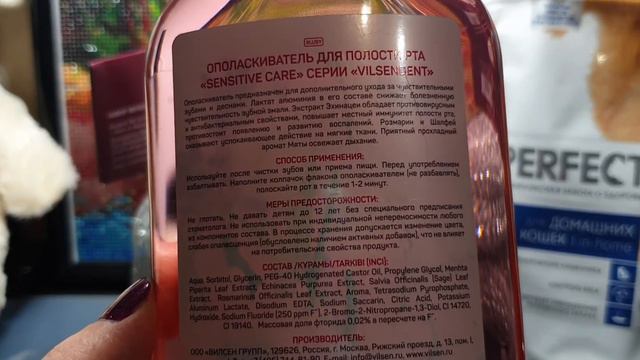 ОПОЛАСКИВАТЕЛЬ ДЛЯ ПОЛОСТИ РТА
«SENSITIVE CARE» СЕРИИ «VILSENDENT»
Ополаскиватель предназначен для дополнительного ухода за чувствительными
зубами и деснами. Лактат алюминия в его составе снижает болезненную
чувствительность зубной эмали. Экстракт Эхинацеи обладает противовирусным
и антибактериальным свойствами, повышает местный иммунитет полости рта,
противостоит появлению и развитию воспалений. Розмарин и Шалфей
оказывают успокаивающее действие на мягкие ткани. Приятный прохладный
аромат Мяты освежает дыхание.
СПОСОБ ПРИМЕНЕНИЯ:
Используйте после чистки зубов или приема пищи. Перед употреблением
взбалтывать. Наполните колпачок флакона ополаскивателем (не разбавлять),
полоскайте рот в течение 1-2 минут.
МЕРЫ ПРЕДОСТОРОЖНОСТИ:
Не глотать. Не давать детям до 12 лет без специального предписания
стоматолога. Не использовать при индивидуальной непереносимости любого
из компонентов состава. В процессе хранения допускается изменение цвета,
слабая опалесценция (обусловлено наличием активных добавок), что не влияет
на потребительские свойства продукта.
СОСТАВ /ҚҰРАМЫ/TARKIBI (INCI):
Aqua, Sorbitol, Glycerin, PEG-40 Hydrogenated Castor Oil, Propylene Glycol, Mentha
Piperita Leaf Extract, Echinacea Purpurea Extract, Salvia Officinalis (Sage) Leaf
Extract, Rosmarinus Officinalis Leaf Extract, Aroma, Tetrasodium Pyrophosphate,
Aluminum Lactate, Disodium EDTA, Sodium Saccarin, Citric Acid, Potassium
Hydroxide, Sodium Fluoride (250 ppm F⁻), 2-Bromo-2-Nitropropane-1,3-Diol, CI 14720,
CI 19140. Массовая доля фторида 0,02% в пересчете на F⁻.
ПРОИЗВОДИТЕЛЬ:
ООО «ВИЛСЕН ГРУПП», 129626, Россия, г. Москва, Рижский проезд, д. 13, пом. I,
E-mail: info@vilsen.ru, www.vilsen.ru
PERFECT
ДОМАШНИХ
КОШЕК